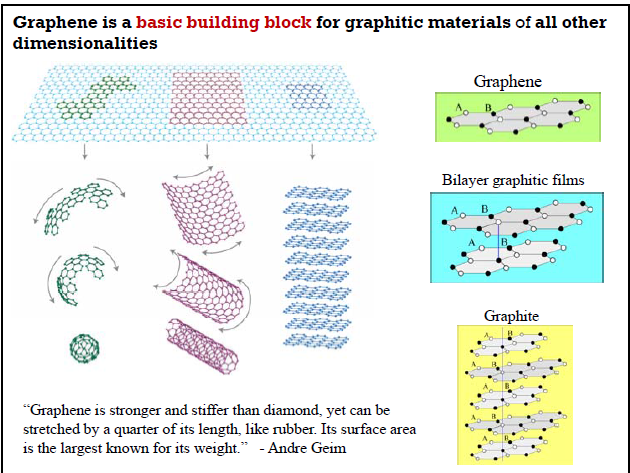 Graphene is a basic building block for graphitic materials of all other
dimensionalities
Graphene
A B
Bilayer graphitic films
A B
A B
Graphite
A B
A B
A B
A B
A B
“Graphene is stronger and stiffer than diamond, yet can be
stretched by a quarter of its length, like rubber. Its surface area
is the largest known for its weight.” - Andre Geim